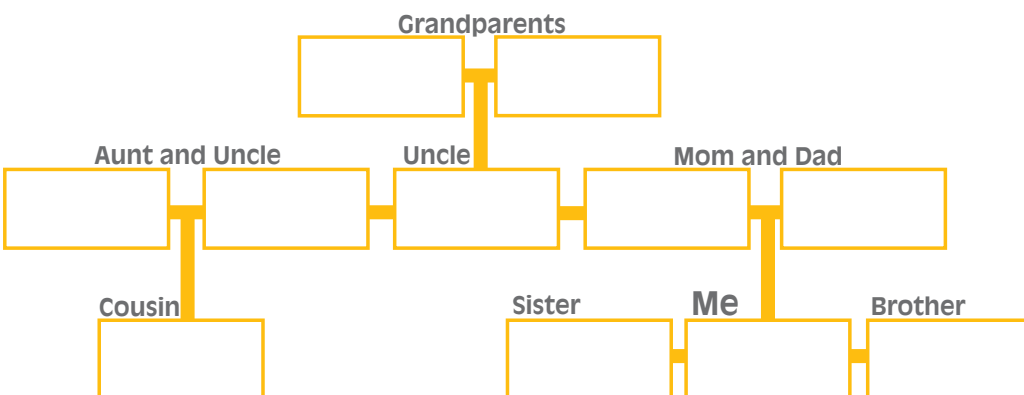 Grandparents
Aunt and Uncle
Uncle
Mom and Dad
Cousin
Sister
Me
Brother